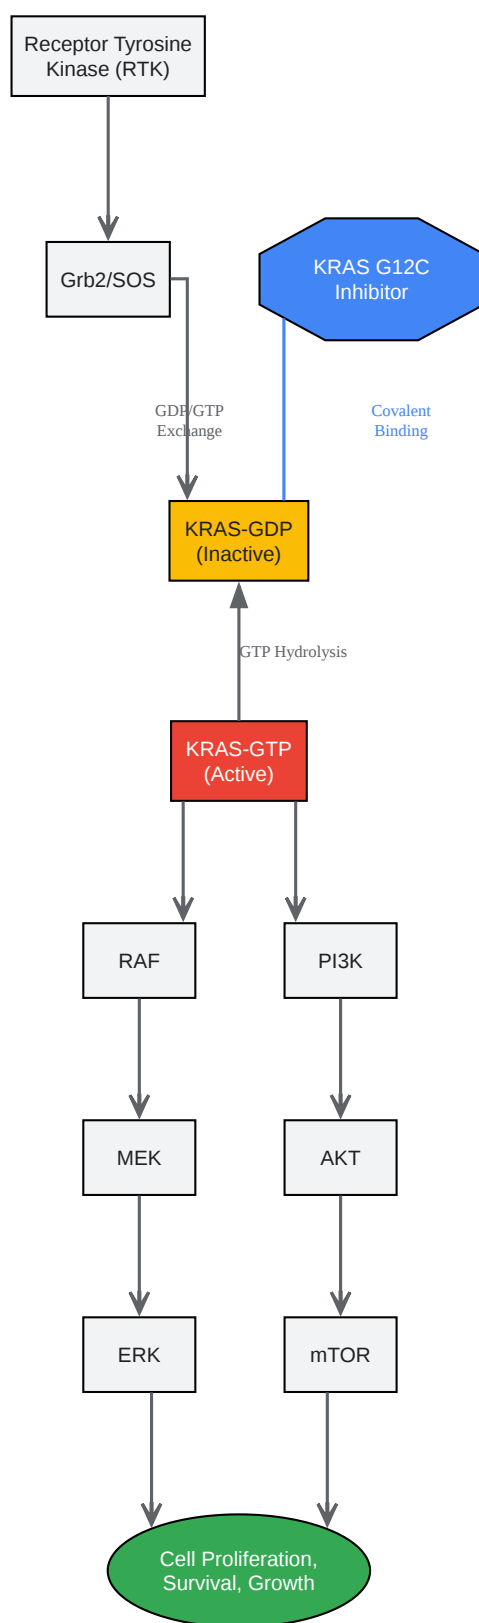 Receptor Tyrosine
Kinase (RTK)
Grb2/SOS
KRAS G12C
Inhibitor
GDP/GTP
Exchange
Covalent
Binding
KRAS-GDP
(Inactive)
GTP Hydrolysis
KRAS-GTP
(Active)
RAF
PI3K
MEK
AKT
ERK
mTOR
Cell Proliferation,
Survival, Growth